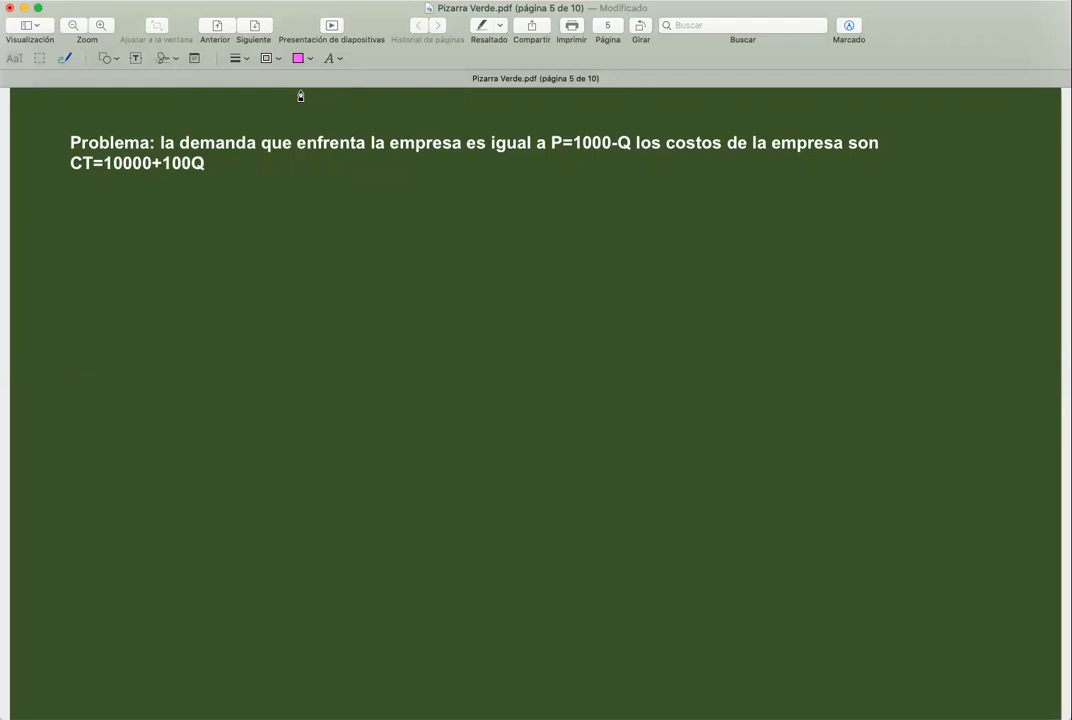 Pizarra Verde.pdf (página 5 de 10) — Modificado
5
Buscar
Visualización Zoom Ajustar a la ventana Anterior Siguiente Presentación de diapositivas Historial de páginas Resaltado Compartir Imprimir Página Girar Buscar Marcado
AaI T A
Pizarra Verde.pdf (página 5 de 10)
Problema: la demanda que enfrenta la empresa es igual a P=1000-Q los costos de la empresa son
CT=10000+100Q